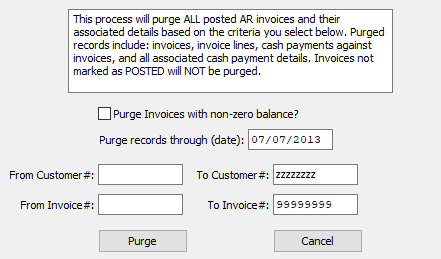 This process will purge ALL posted AR invoices and their
associated details based on the criteria you select below. Purged
records include: invoices, invoice lines, cash payments against
invoices, and all associated cash payment details. Invoices not
marked as POSTED will NOT be purged.
Purge Invoices with non-zero balance?
Purge records through (date): 07/07/2013
From Customer#: To Customer#: zzzzzzzz
From Invoice#: To Invoice#: 99999999
Purge Cancel